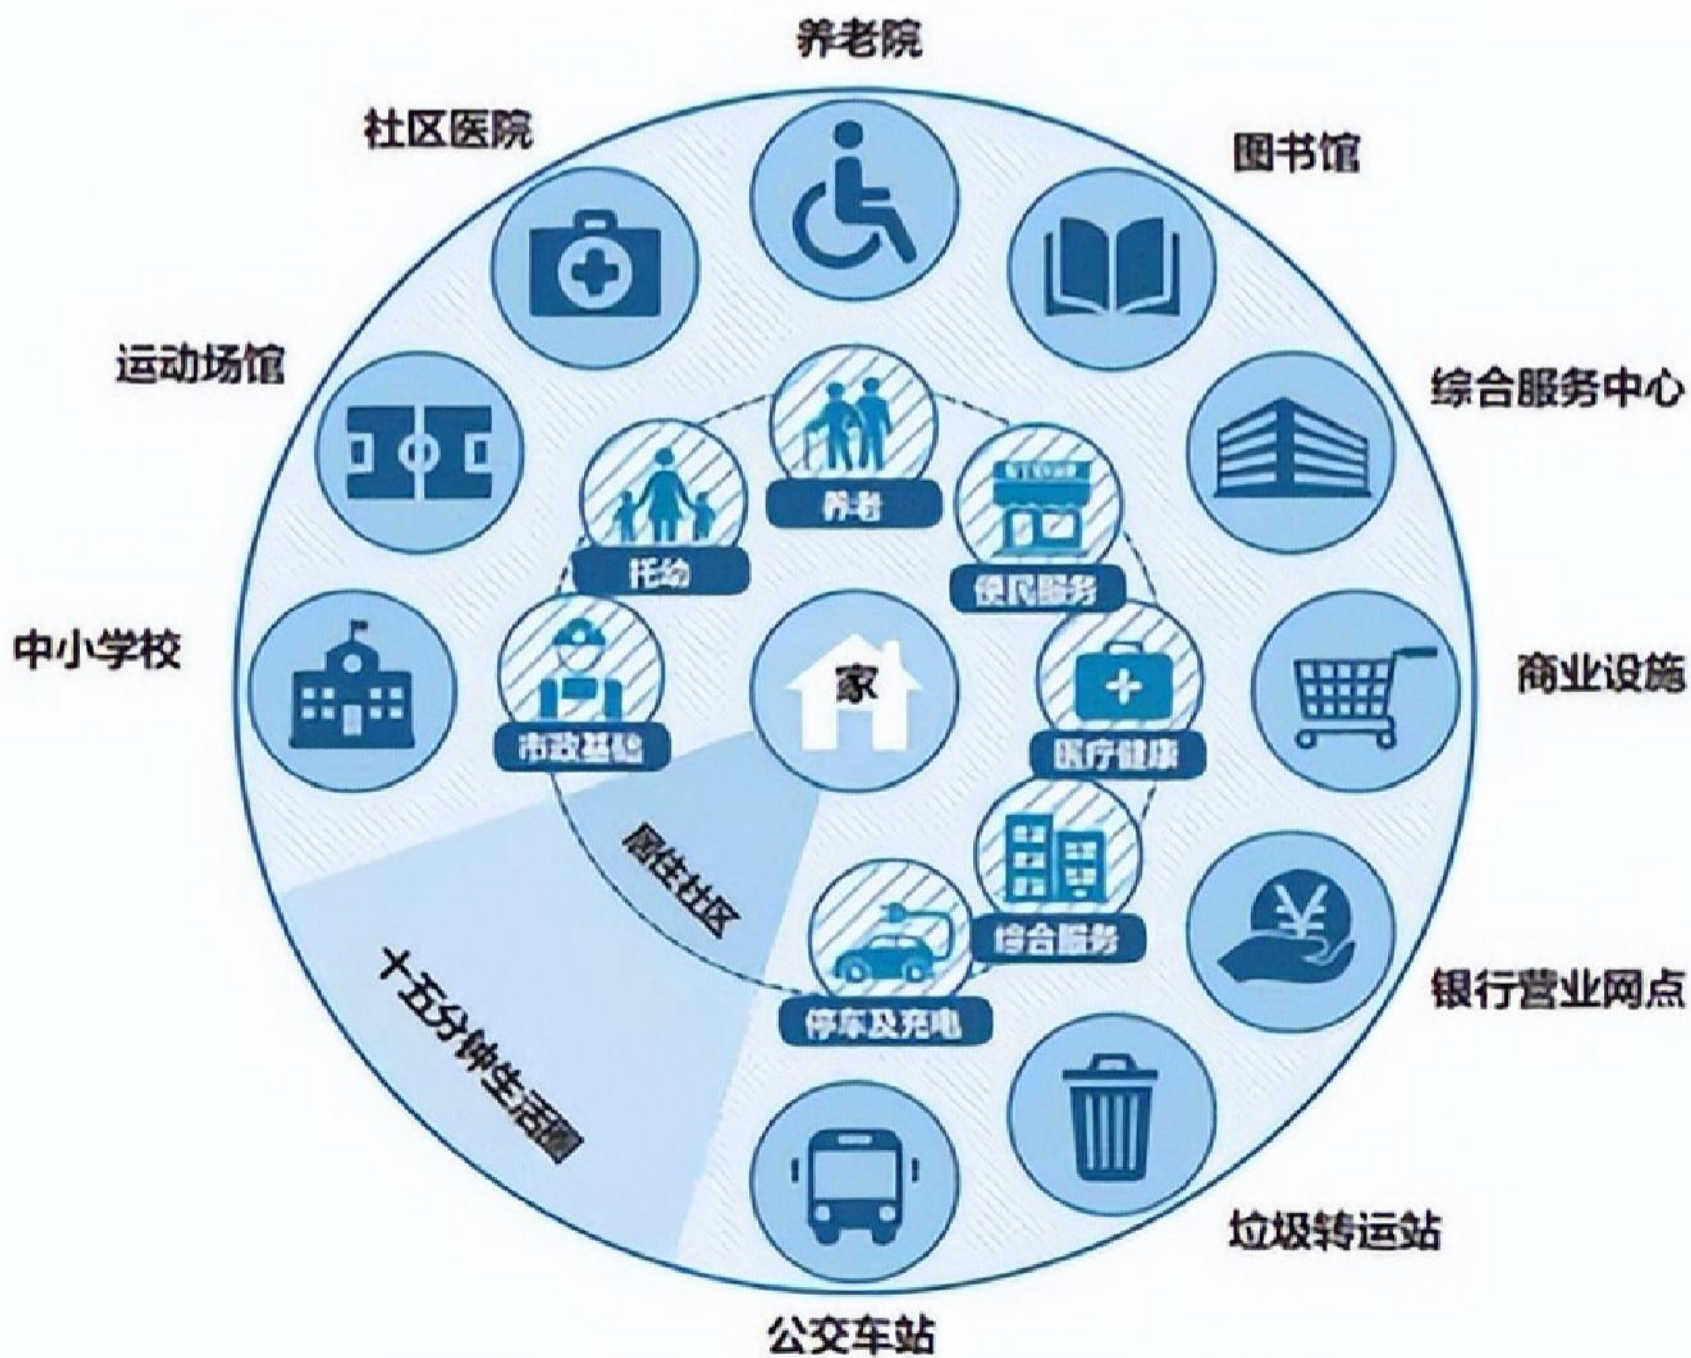 养老院
社区医院
图书馆
运动场馆
综合服务中心
养老
托幼
便民服务
中小学校
家
商业设施
市政基础
医疗健康
居住社区
综合服务
银行营业网点
十五分钟生活圈
停车及充电
垃圾转运站
公交车站